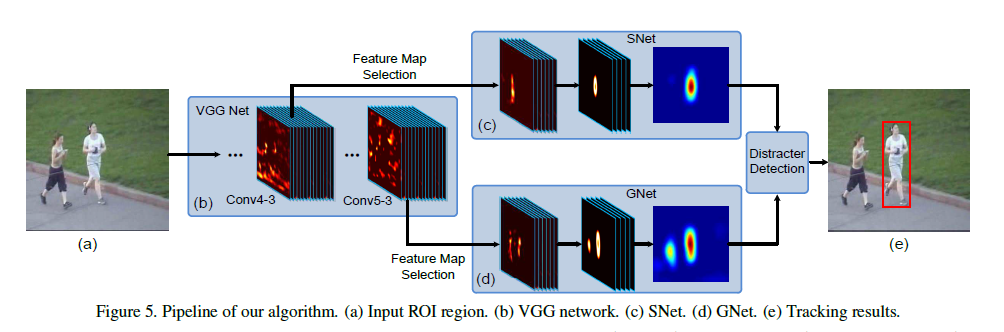 SNet
Feature Map
Selection
VGG Net
...
...
(c)
Distracter
Detection
(b)
Conv4-3
Conv5-3
GNet
(a)
(e)
Feature Map
Selection
(d)
Figure 5. Pipeline of our algorithm. (a) Input ROI region. (b) VGG network. (c) SNet. (d) GNet. (e) Tracking results.